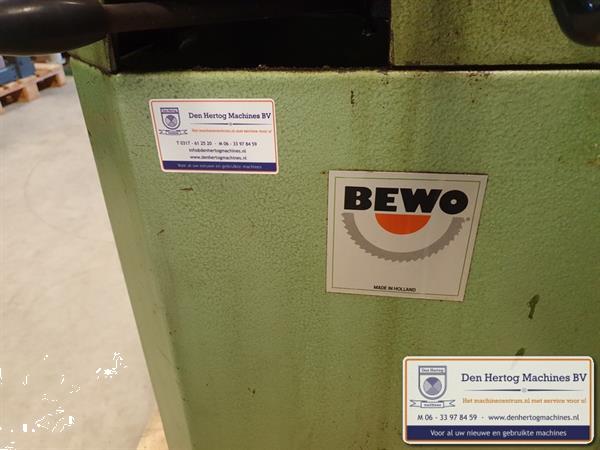 Den Hertog Machines BV
Het machinecentrum.nl met service voor u!
T 0317 - 61 25 20 • M 06 - 33 97 84 59
info@denhertogmachines.nl
www.denhertogmachines.nl
Voor al uw nieuwe en gebruikte machines
BEWO
MADE IN HOLLAND
Den Hertog Machines BV
Het machinecentrum.nl met service voor u!
M 06 - 33 97 84 59 • www.denhertogmachines.nl
Voor al uw nieuwe en gebruikte machines